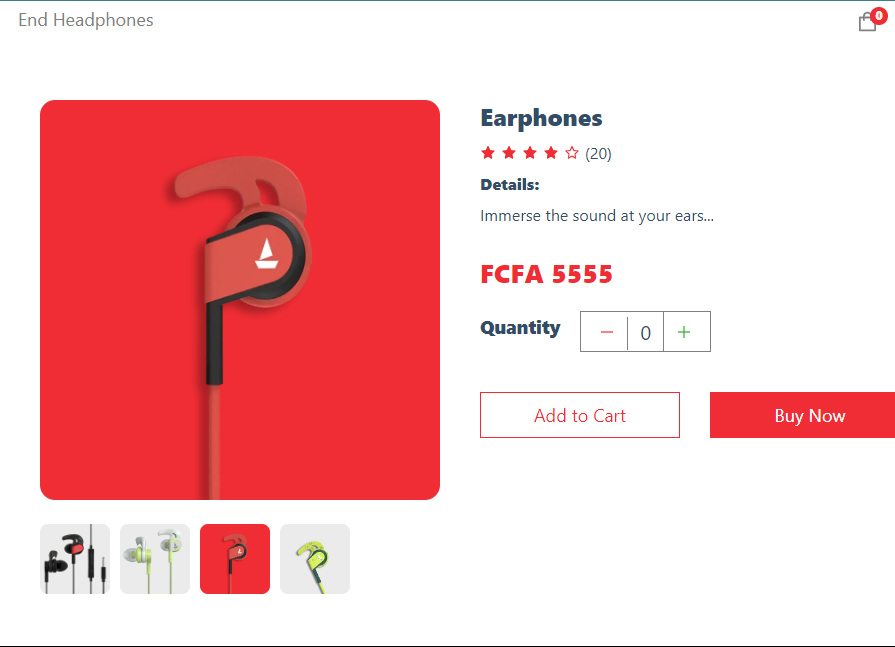 End Headphones
0
Earphones
(20)
Details:
Immerse the sound at your ears...
FCFA 5555
Quantity
− 0 +
Add to Cart
Buy Now